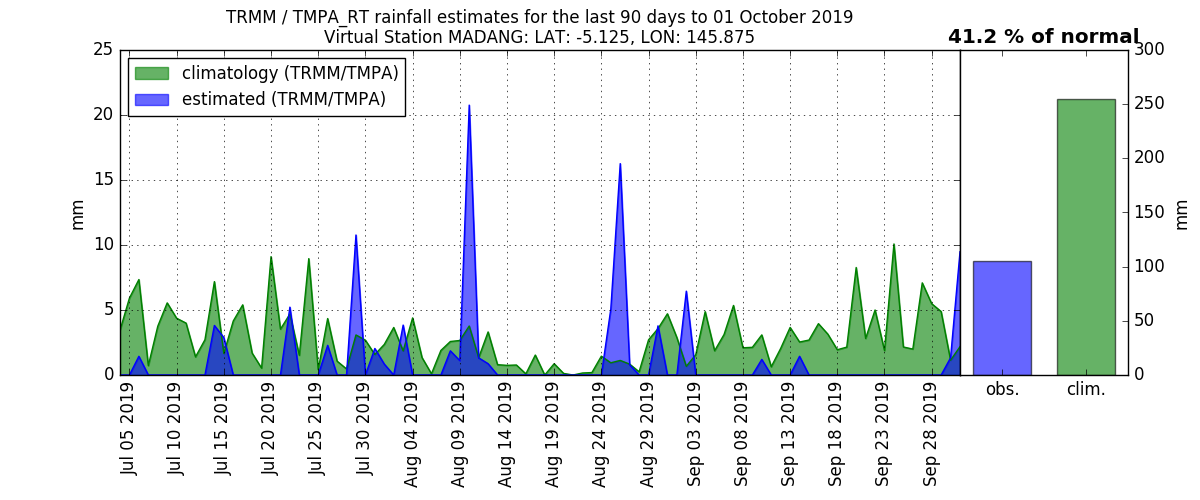 TRMM / TMPA_RT rainfall estimates for the last 90 days to 01 October 2019
Virtual Station MADANG: LAT: -5.125, LON: 145.875
41.2 % of normal
climatology (TRMM/TMPA)
estimated (TRMM/TMPA)
mm
25
20
15
10
5
0
Jul 05 2019
Jul 10 2019
Jul 15 2019
Jul 20 2019
Jul 25 2019
Jul 30 2019
Aug 04 2019
Aug 09 2019
Aug 14 2019
Aug 19 2019
Aug 24 2019
Aug 29 2019
Sep 03 2019
Sep 08 2019
Sep 13 2019
Sep 18 2019
Sep 23 2019
Sep 28 2019
obs.
clim.
300
250
200
150
100
50
0
mm